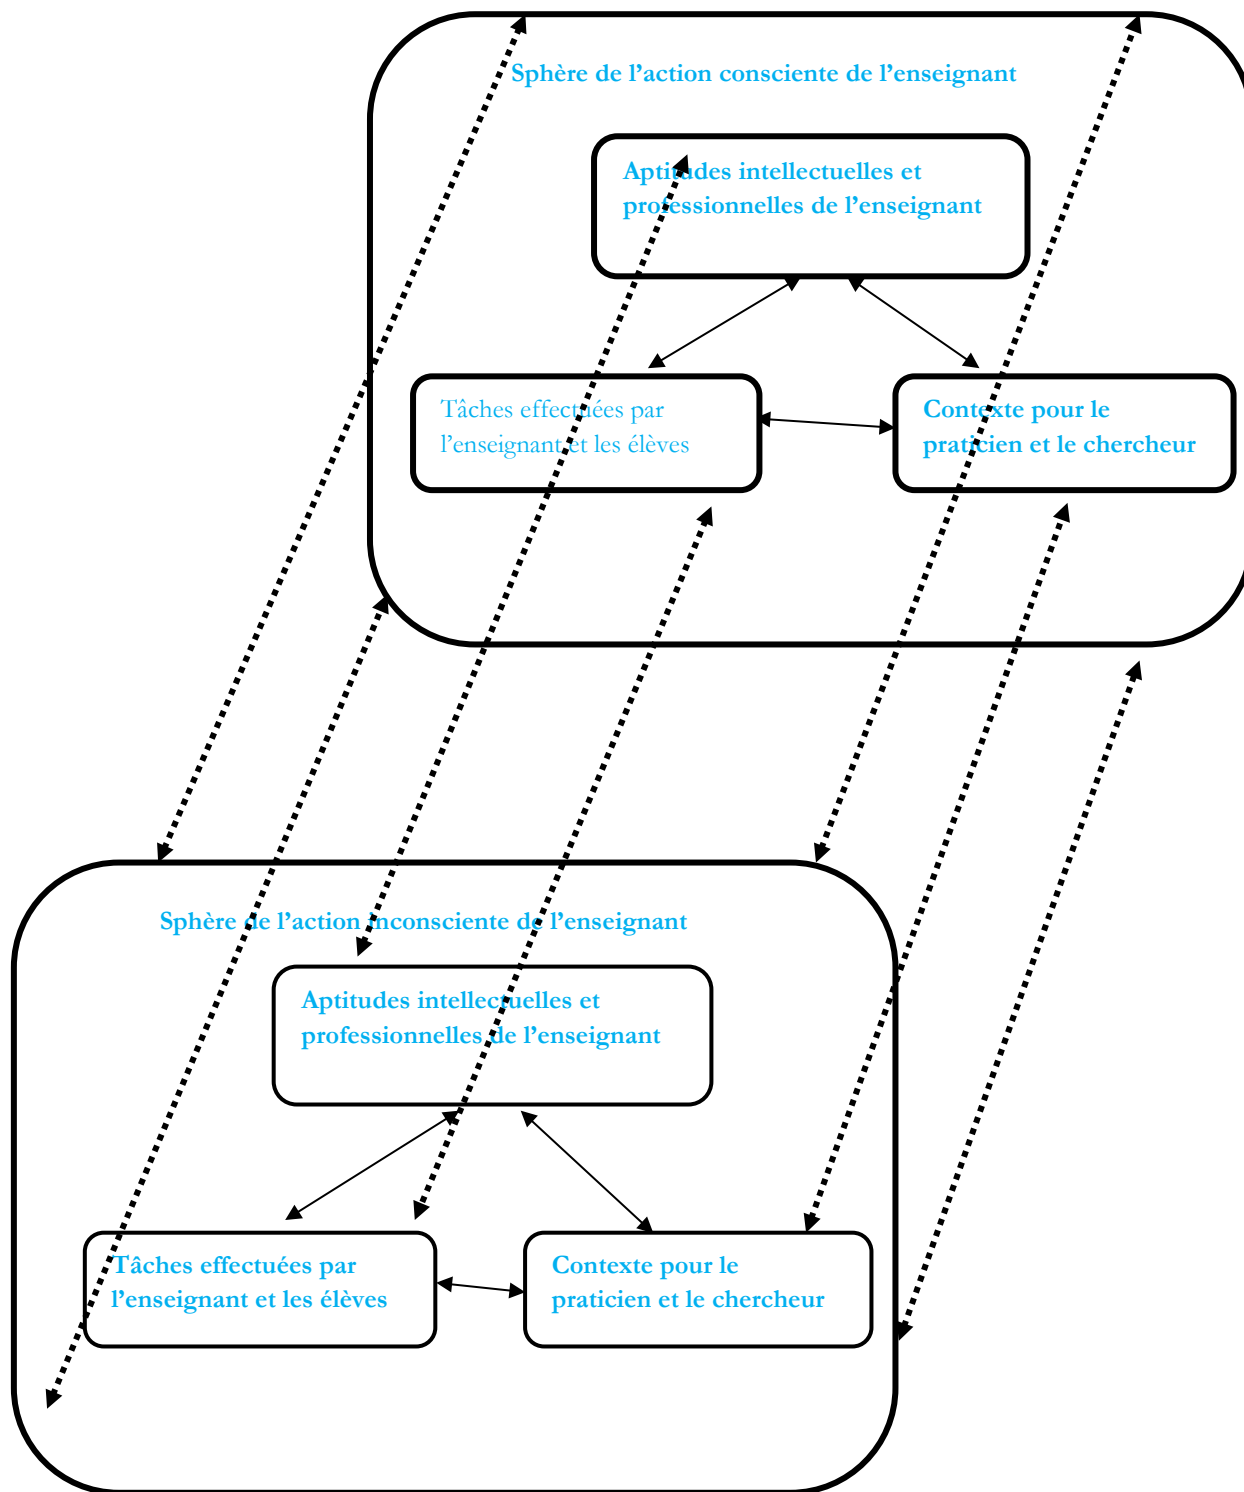 Sphère de l’action consciente de l’enseignant
Aptitudes intellectuelles et
professionnelles de l’enseignant
Tâches effectuées par
l’enseignant et les élèves
Contexte pour le
praticien et le chercheur
Sphère de l’action inconsciente de l’enseignant
Aptitudes intellectuelles et
professionnelles de l’enseignant
Tâches effectuées par
l’enseignant et les élèves
Contexte pour le
praticien et le chercheur